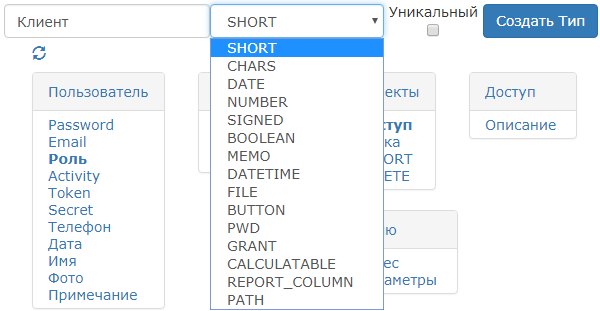 Клиент
SHORT
Уникальный
Создать Тип
SHORT
CHARS
DATE
NUMBER
SIGNED
BOOLEAN
MEMO
DATETIME
FILE
BUTTON
PWD
GRANT
CALCULATABLE
REPORT_COLUMN
PATH
Пользователь
Password
Email
Роль
Activity
Token
Secret
Телефон
Дата
Имя
Фото
Примечание
екты
туп
ка
ORT
ETE
Доступ
Описание
ю
ес
аметры